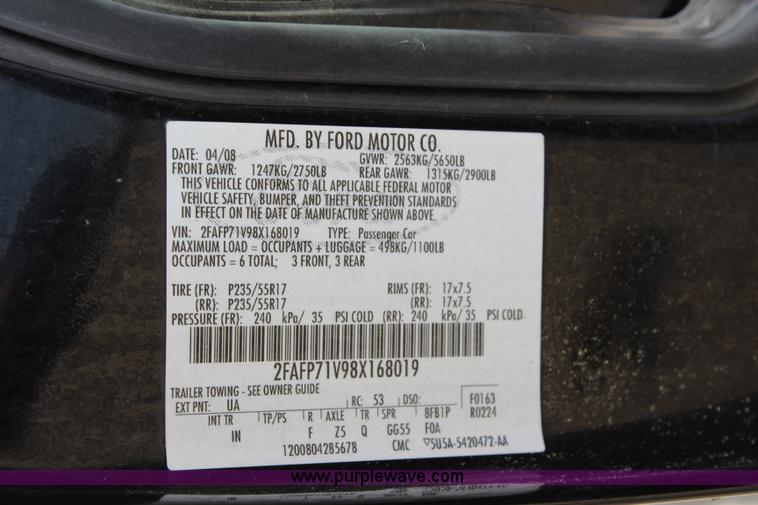 MFD. BY FORD MOTOR CO.
DATE: 04/08 GVWR: 2563KG/5650LB
FRONT GAWR: 1247KG/2750LB REAR GAWR: 1315KG/2900LB
THIS VEHICLE CONFORMS TO ALL APPLICABLE FEDERAL MOTOR
VEHICLE SAFETY, BUMPER, AND THEFT PREVENTION STANDARDS
IN EFFECT ON THE DATE OF MANUFACTURE SHOWN ABOVE.
VIN: 2FAFP71V98X168019 TYPE: Passenger Car
MAXIMUM LOAD = OCCUPANTS + LUGGAGE = 498KG/1100LB
OCCUPANTS = 6 TOTAL; 3 FRONT, 3 REAR
TIRE (FR): P235/55R17 RIMS (FR): 17x7.5
(RR): P235/55R17 (RR): 17x7.5
PRESSURE (FR): 240 kPa/ 35 PSI COLD (RR): 240 kPa/ 35 PSI COLD
2FAFP71V98X168019
TRAILER TOWING - SEE OWNER GUIDE
EXT PNT: UA RC: 53 DSO: F0163
INT TR TP/PS R AXLE TR SPR 8FB1P R0224
IN F Z5 Q GG55 F0A
1200804285678 CMC ▽5U5A-5420472-AA
www.purplewave.com